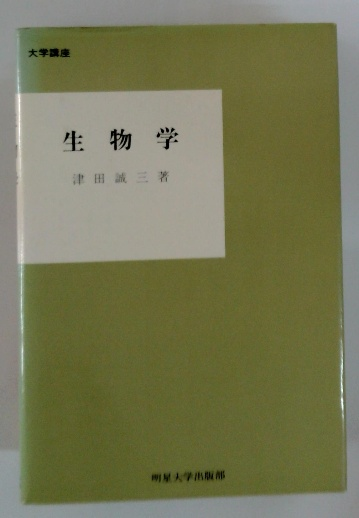 大学講座
生物学
津田誠三著
明星大学出版部